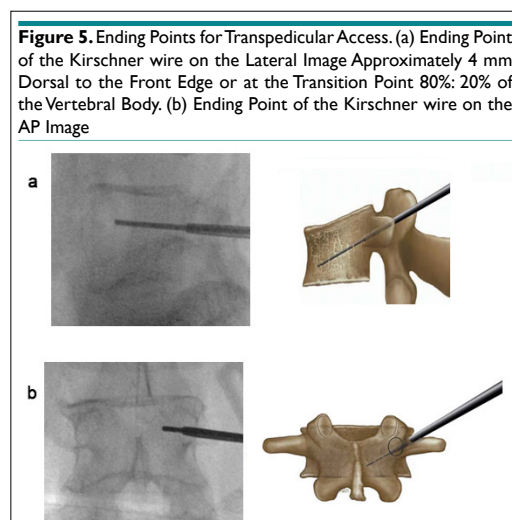 Figure 5. Ending Points for Transpedicular Access. (a) Ending Point
of the Kirschner wire on the Lateral Image Approximately 4 mm
Dorsal to the Front Edge or at the Transition Point 80%: 20% of
the Vertebral Body. (b) Ending Point of the Kirschner wire on the
AP Image
a
b